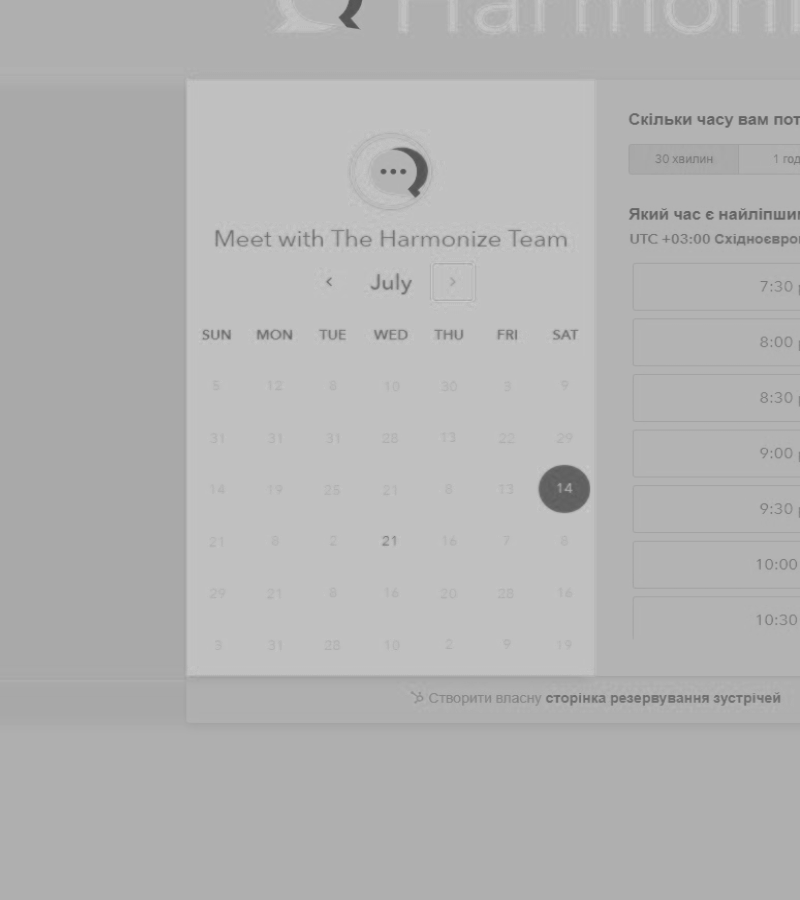 Harmoni
Meet with The Harmonize Team
July
SUN MON TUE WED THU FRI SAT
5 12 8 10 30 3 9
31 31 31 28 13 22 29
14 19 25 21 8 13 14
21 6 2 21 16 7 8
29 21 8 16 20 28 16
3 31 28 10 2 9 19
Скільки часу вам пот
30 хвилин 1 год
Який час є найліпши
UTC +03:00 Східноєвро
7:30 p
8:00 p
8:30 p
9:00 p
9:30 p
10:00
10:30
Створити власну сторінка резервування зустрічей